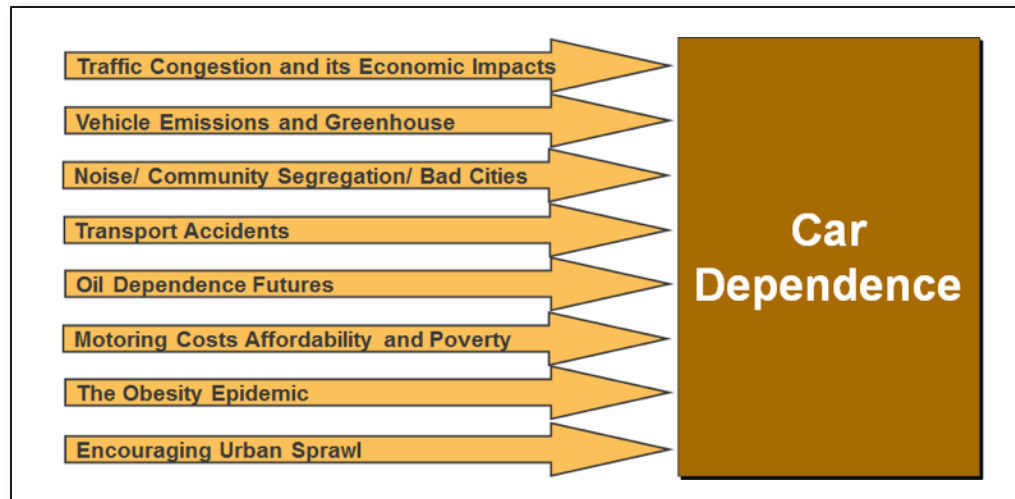 Traffic Congestion and its Economic Impacts
Vehicle Emissions and Greenhouse
Noise/ Community Segregation/ Bad Cities
Transport Accidents
Oil Dependence Futures
Motoring Costs Affordability and Poverty
The Obesity Epidemic
Encouraging Urban Sprawl
Car
Dependence